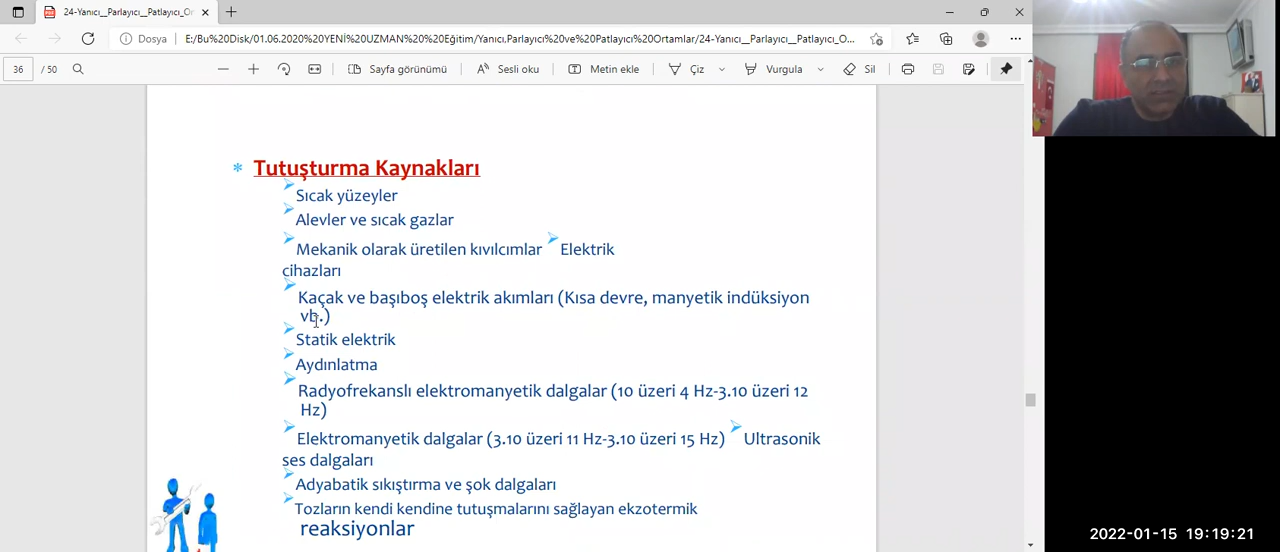 24-Yanıcı__Parlayıcı__Patlayıcı_Or
Dosya
E:/Bu%20Disk/01.06.2020%20YENİ%20UZMAN%20%20Eğitim/Yanıcı,Parlayıcı%20ve%20Patlayıcı%20Ortamlar/24-Yanıcı__Parlayıcı__Patlayıcı_O...
36 / 50
Sayfa görünümü
Sesli oku
Metin ekle
Çiz
Vurgula
Sil
Tutuşturma Kaynakları
Sıcak yüzeyler
Alevler ve sıcak gazlar
Mekanik olarak üretilen kıvılcımlar Elektrik
cihazları
Kaçak ve başıboş elektrik akımları (Kısa devre, manyetik indüksiyon
vb.)
Statik elektrik
Aydınlatma
Radyofrekanslı elektromanyetik dalgalar (10 üzeri 4 Hz-3.10 üzeri 12
Hz)
Elektromanyetik dalgalar (3.10 üzeri 11 Hz-3.10 üzeri 15 Hz) Ultrasonik
ses dalgaları
Adyabatik sıkıştırma ve şok dalgaları
Tozların kendi kendine tutuşmalarını sağlayan ekzotermik
reaksiyonlar
2022-01-15 19:19:21